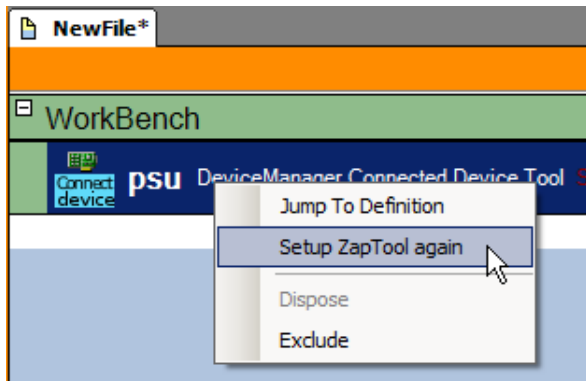 NewFile*
WorkBench
Connect device psu DeviceManager Connected Device Tool S
Jump To Definition
Setup ZapTool again
Dispose
Exclude